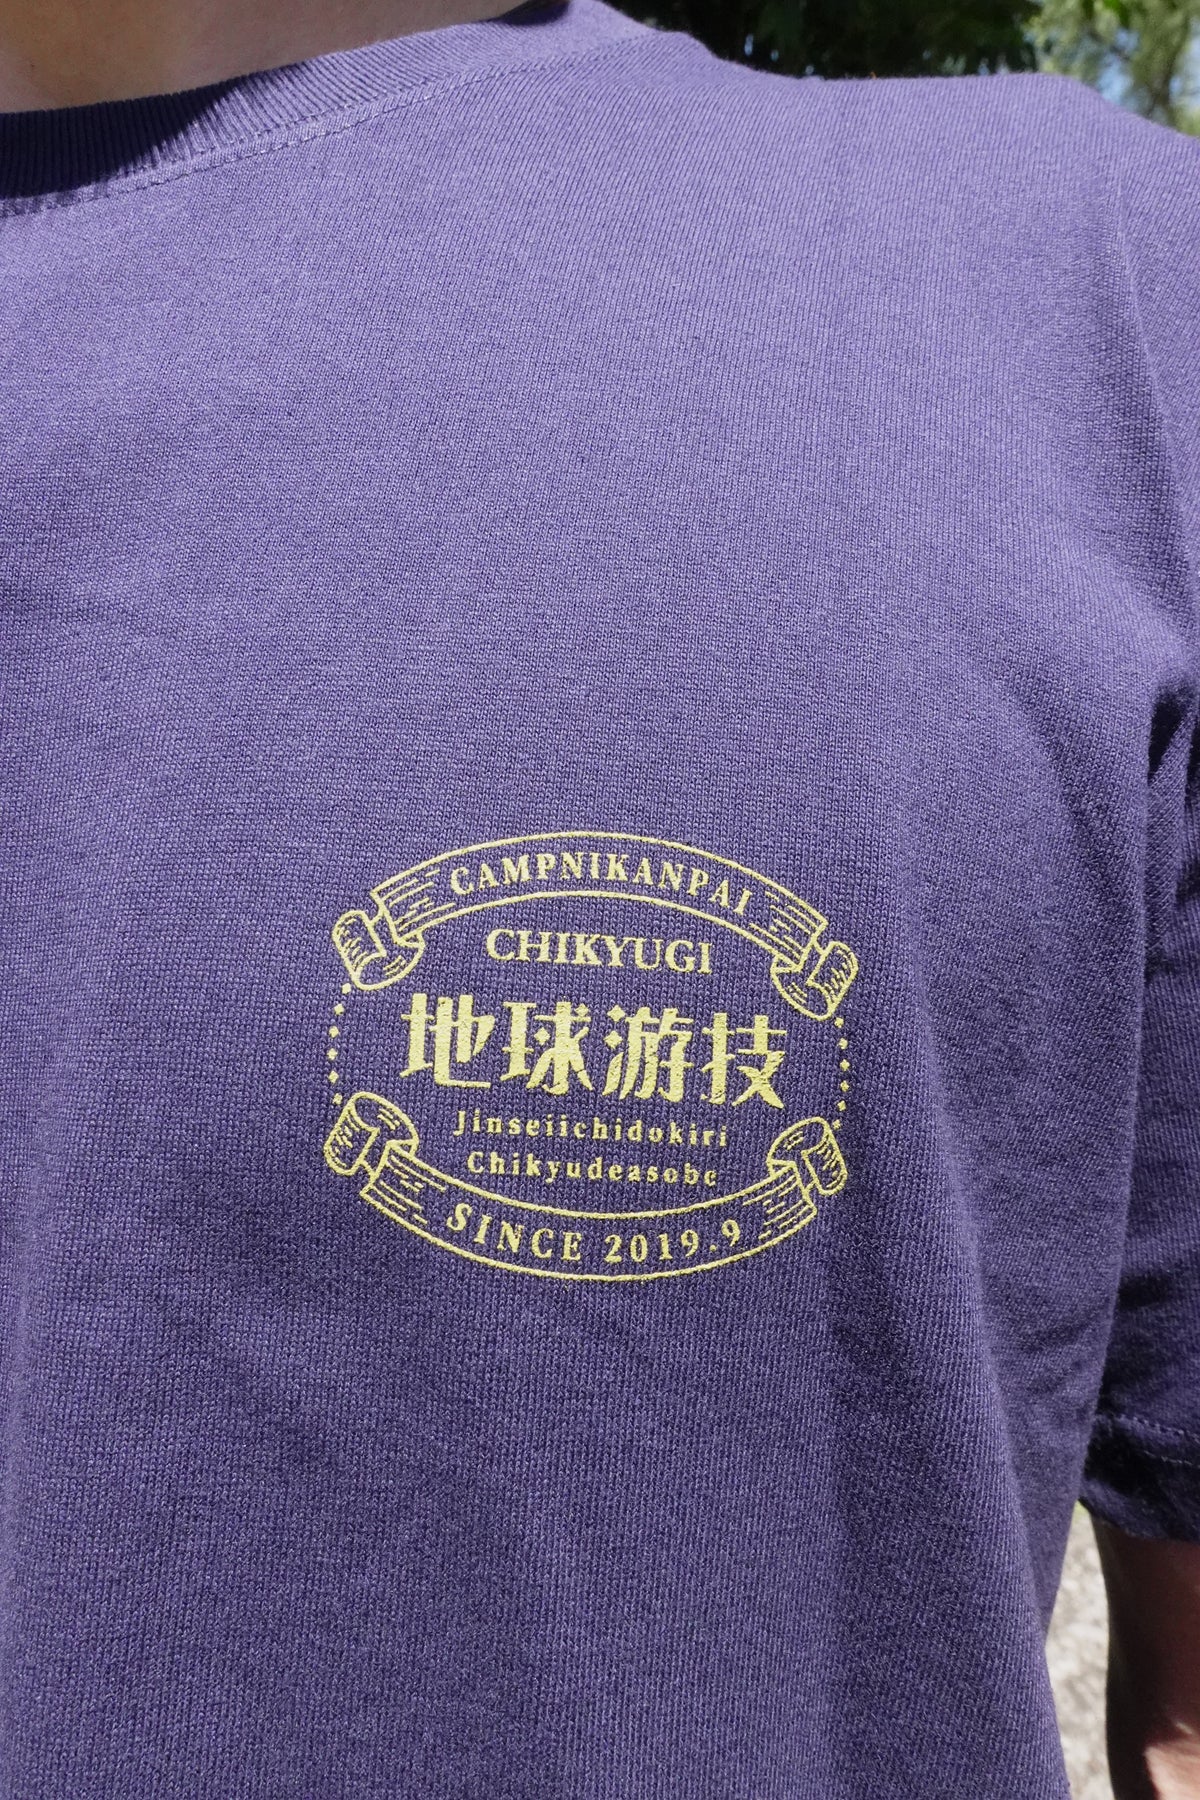 CAMPNIKANPAI
CHIKYUGI
地球游技
Jinseiichidokiri
Chikyudeasobe
SINCE 2019.9